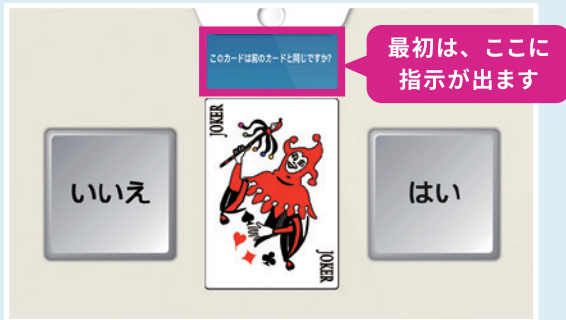 このカードは前のカードと同じですか?
最初は、ここに
指示が出ます
JOKER
いいえ
はい
JOKER